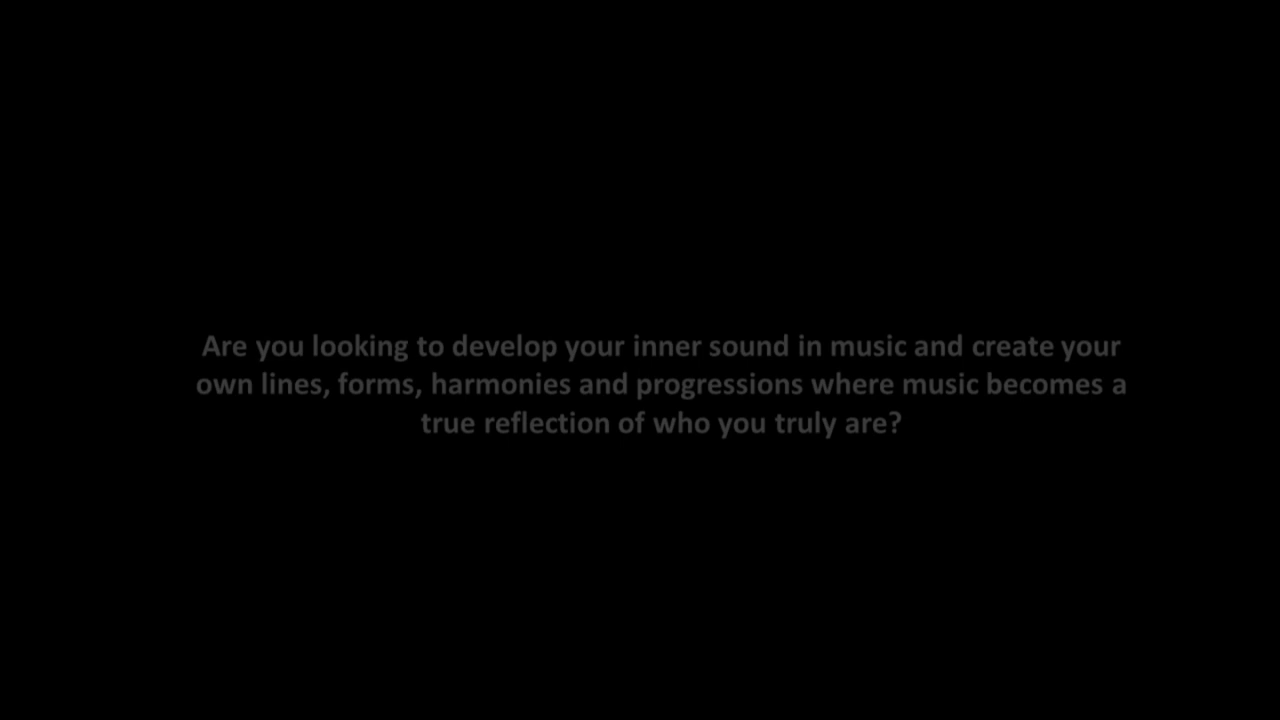 Are you looking to develop your inner sound in music and create your
own lines, forms, harmonies and progressions where music becomes a
true reflection of who you truly are?